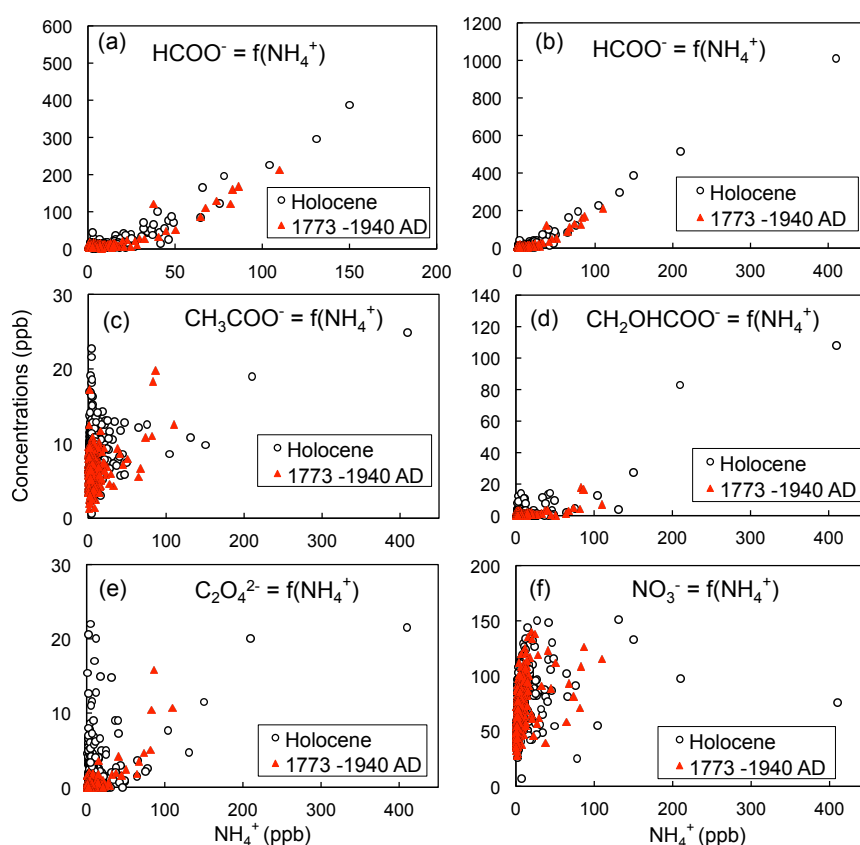 (a) HCOO⁻ = f(NH₄⁺)
600
500
400
300
200
100
0
0 50 100 150 200
Holocene
1773 -1940 AD
(b) HCOO⁻ = f(NH₄⁺)
1200
1000
800
600
400
200
0
0 100 200 300 400
Holocene
1773 -1940 AD
Concentrations (ppb)
(c) CH₃COO⁻ = f(NH₄⁺)
30
20
10
0
0 100 200 300 400
Holocene
1773 -1940 AD
(d) CH₂OHCOO⁻ = f(NH₄⁺)
140
120
100
80
60
40
20
0
0 100 200 300 400
Holocene
1773 -1940 AD
(e) C₂O₄²⁻ = f(NH₄⁺)
30
20
10
0
0 100 200 300 400
Holocene
1773 -1940 AD
NH₄⁺ (ppb)
(f) NO₃⁻ = f(NH₄⁺)
200
150
100
50
0
0 100 200 300 400
Holocene
1773 -1940 AD
NH₄⁺ (ppb)